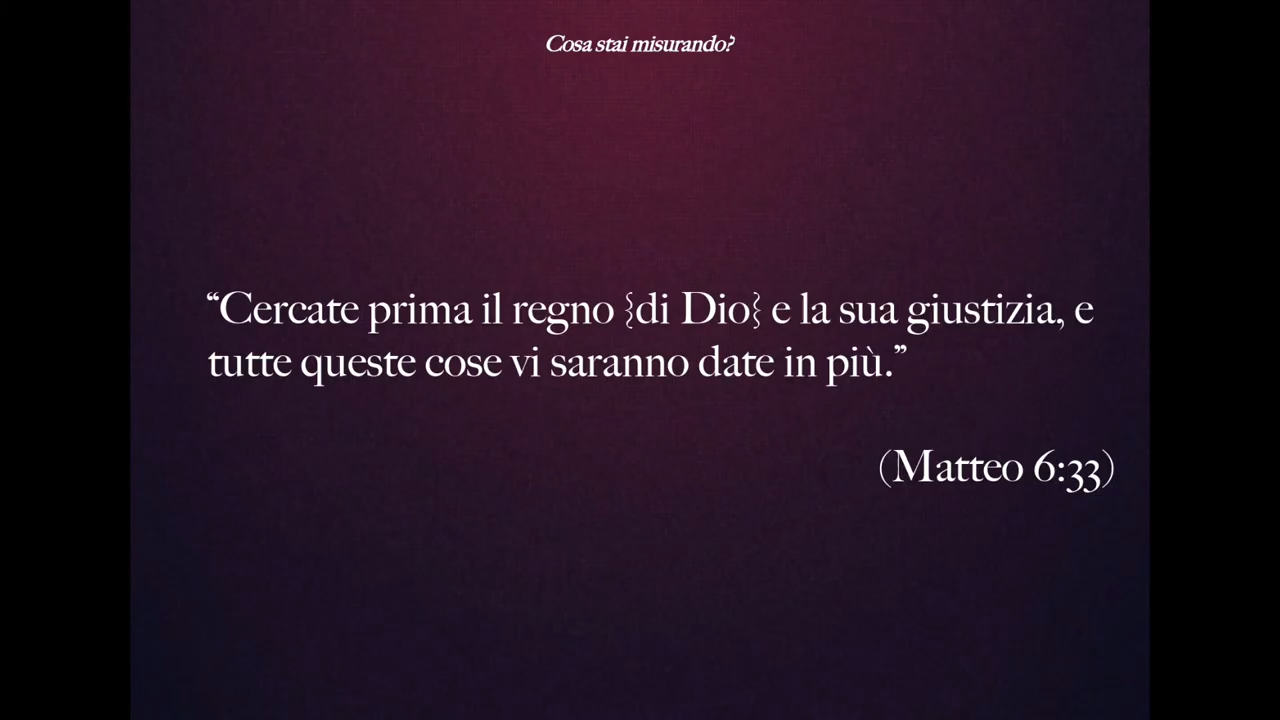 Cosa stai misurando?
“Cercate prima il regno {di Dio} e la sua giustizia, e
tutte queste cose vi saranno date in più.”
(Matteo 6:33)